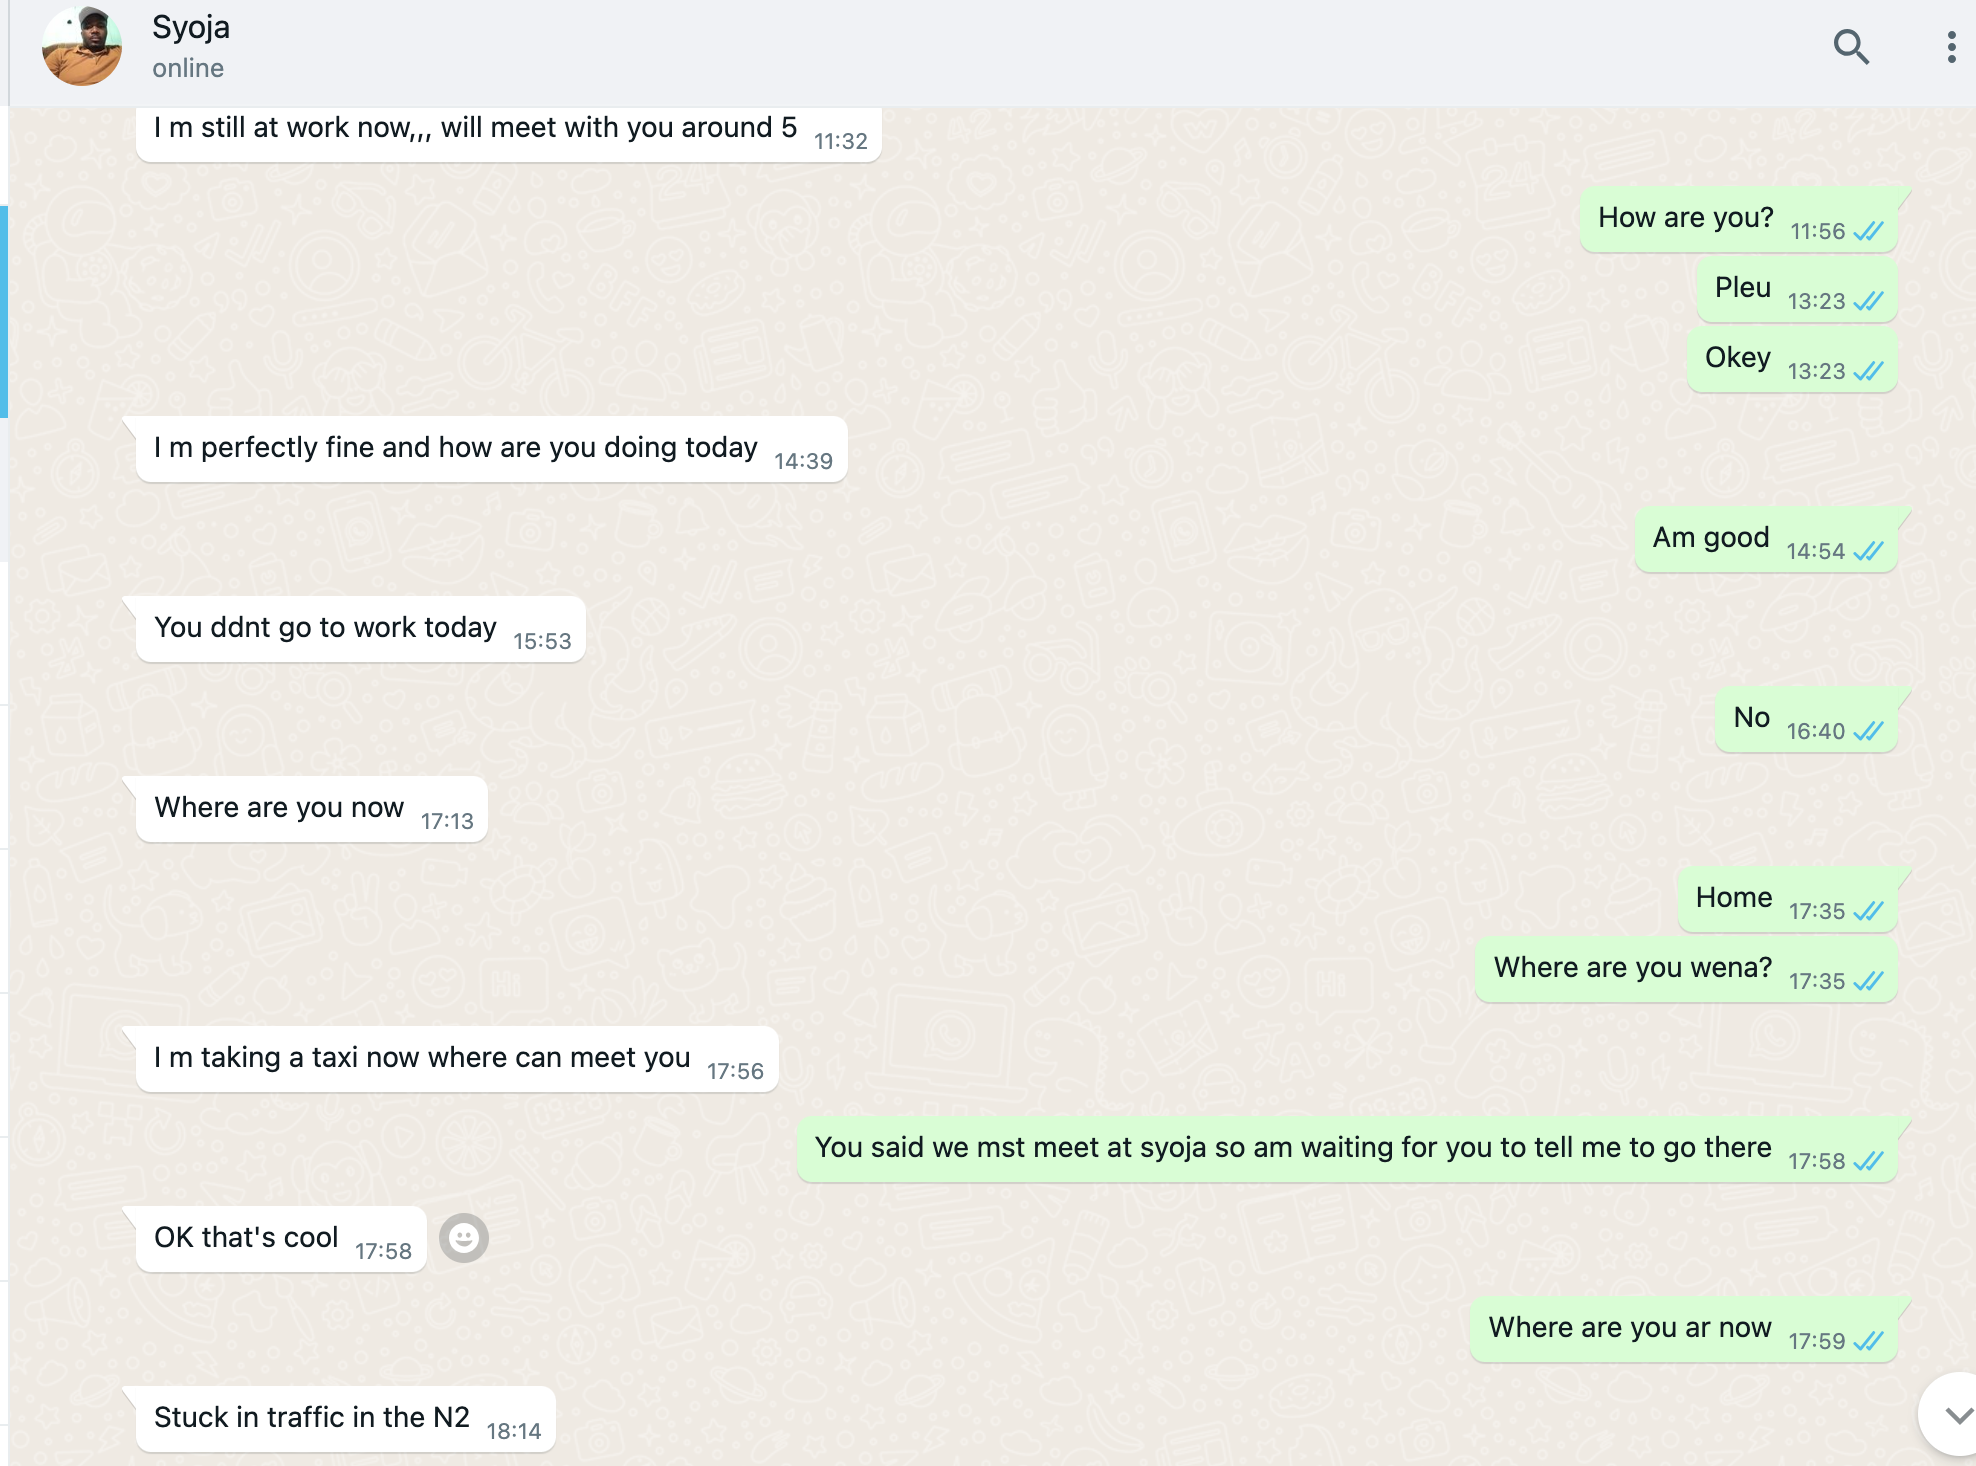 Syoja
online
I m still at work now,,, will meet with you around 5 11:32
How are you? 11:56
Pleu 13:23
Okey 13:23
I m perfectly fine and how are you doing today 14:39
Am good 14:54
You ddnt go to work today 15:53
No 16:40
Where are you now 17:13
Home 17:35
Where are you wena? 17:35
I m taking a taxi now where can meet you 17:56
You said we mst meet at syoja so am waiting for you to tell me to go there 17:58
OK that's cool 17:58
Where are you ar now 17:59
Stuck in traffic in the N2 18:14